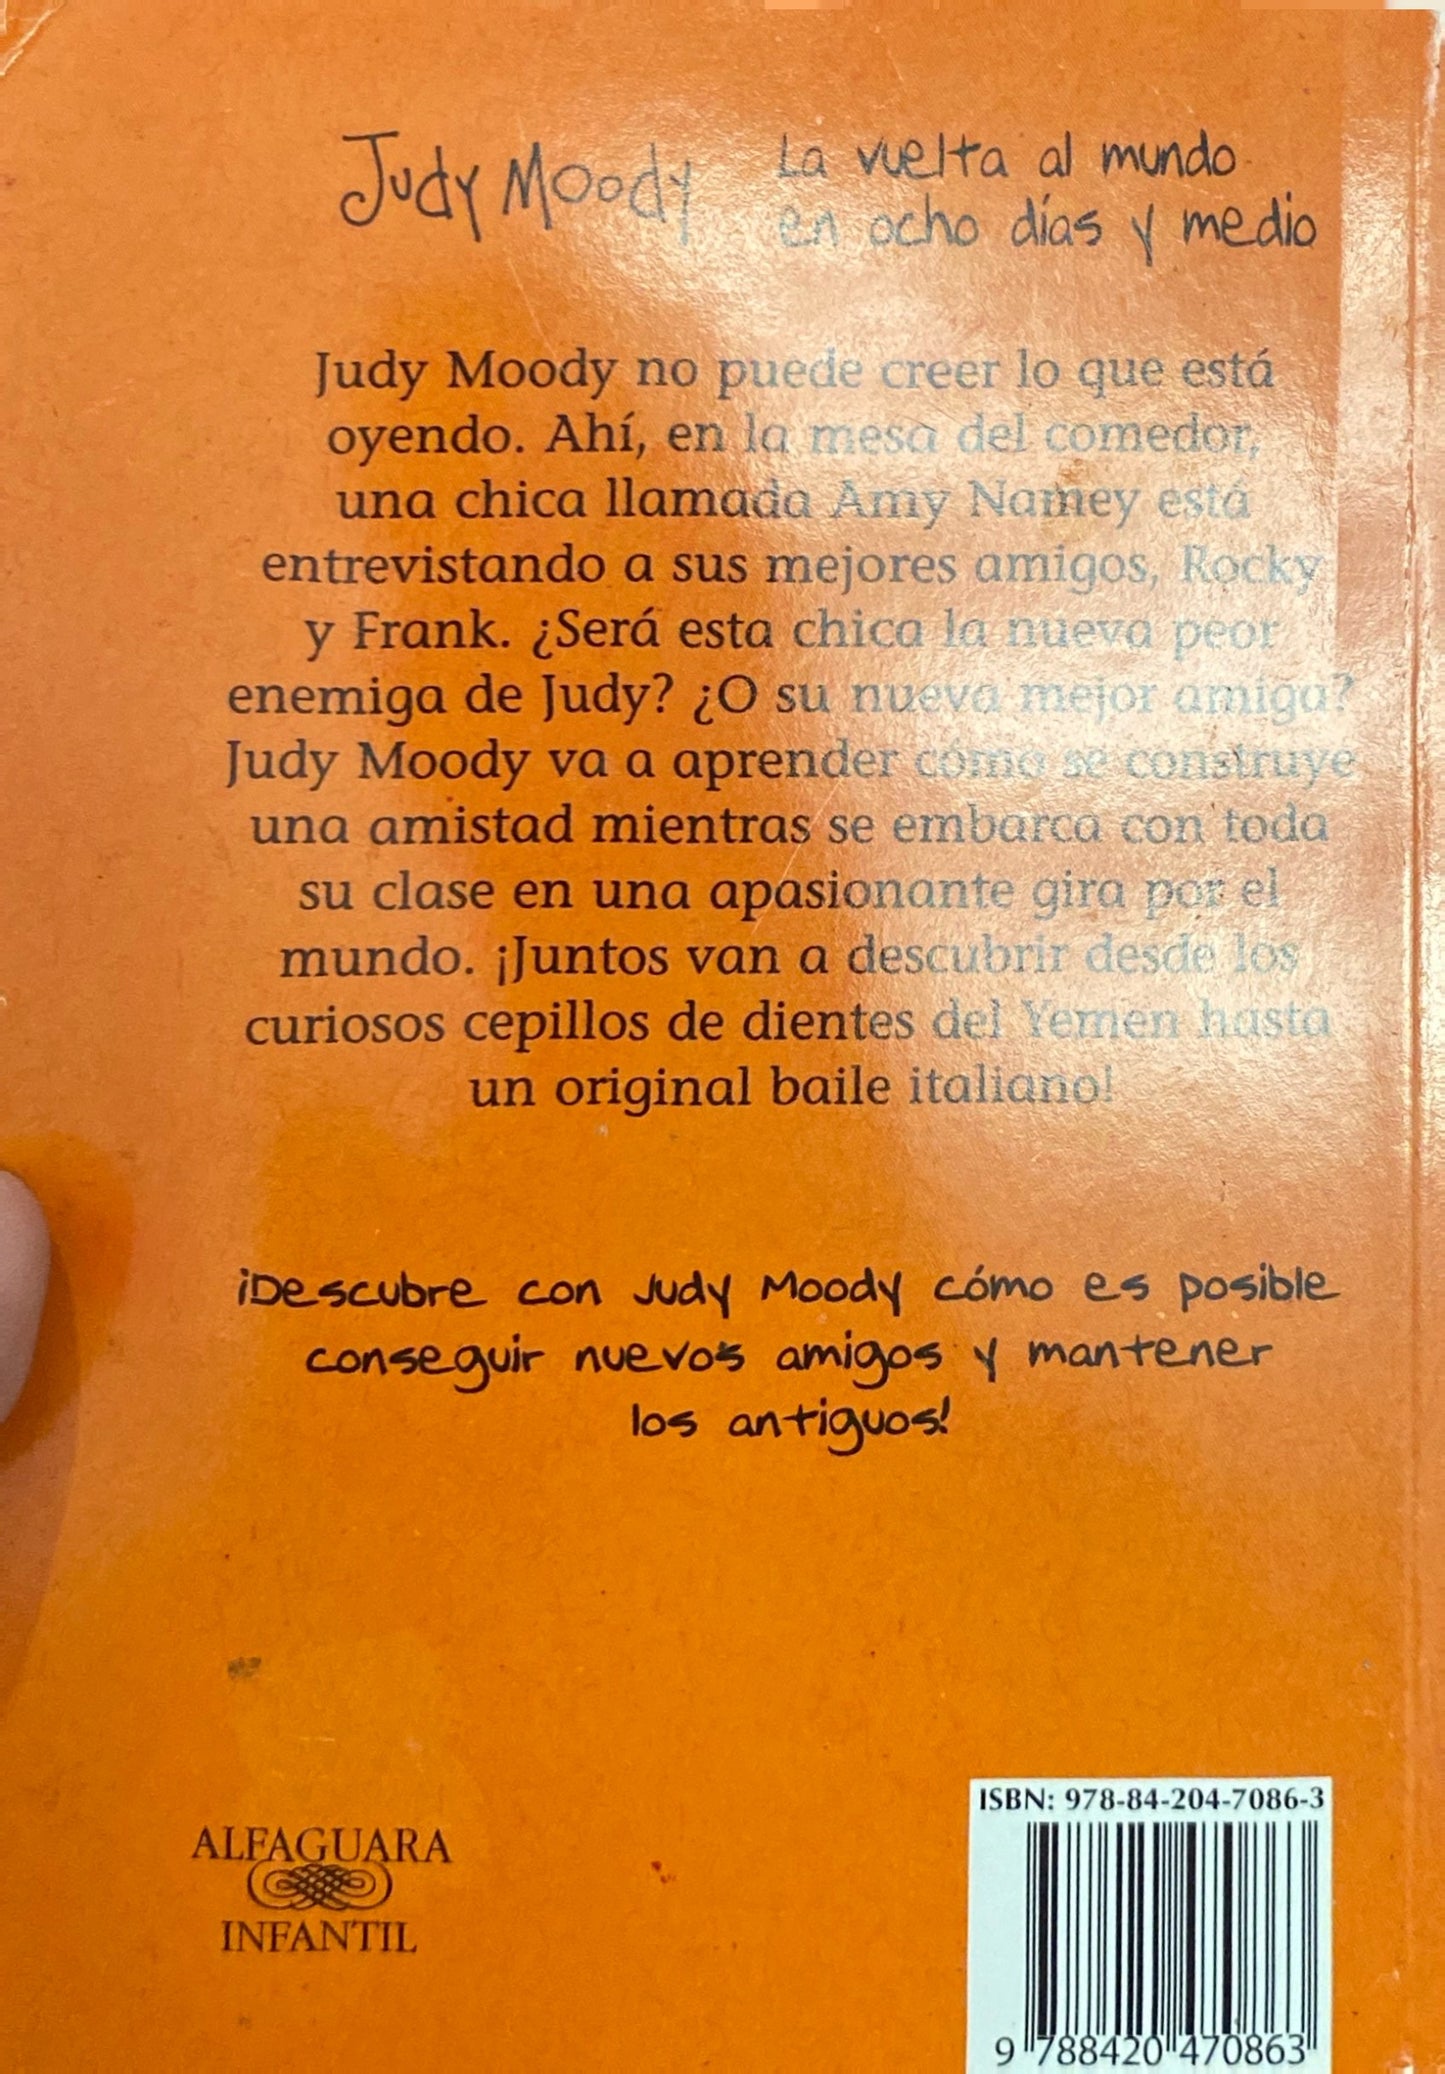 Judy Moody La vuelta al mundo
en ocho días y medio
Judy Moody no puede creer lo que está
oyendo. Ahí, en la mesa del comedor,
una chica llamada Amy Namey está
entrevistando a sus mejores amigos, Rocky
y Frank. ¿Será esta chica la nueva peor
enemiga de Judy? ¿O su nueva mejor amiga?
Judy Moody va a aprender cómo se construye
una amistad mientras se embarca con toda
su clase en una apasionante gira por el
mundo. ¡Juntos van a descubrir desde los
curiosos cepillos de dientes del Yemen hasta
un original baile italiano!
¡Descubre con Judy Moody cómo es posible
conseguir nuevos amigos y mantener
los antiguos!
ALFAGUARA
INFANTIL
ISBN: 978-84-204-7086-3
9 788420 470863